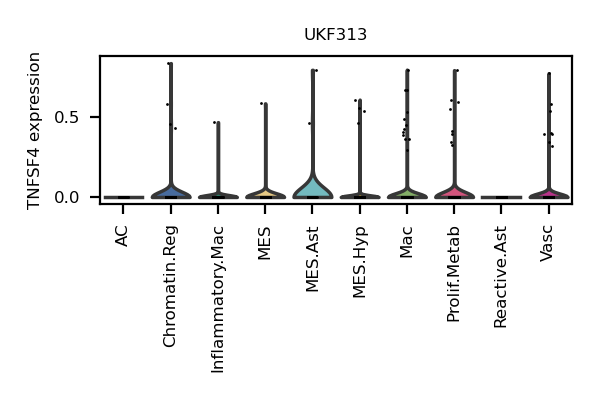 UKF313
TNFSF4 expression
0.5
0.0
AC
Chromatin.Reg
Inflammatory.Mac
MES
MES.Ast
MES.Hyp
Mac
Prolif.Metab
Reactive.Ast
Vasc